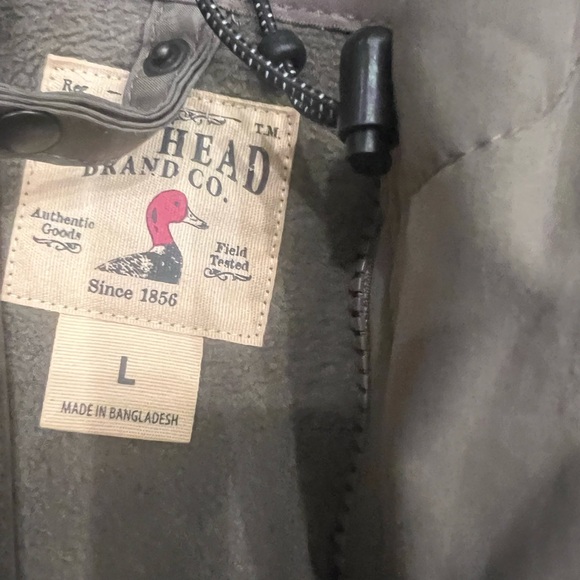 Reg
T.M.
HEAD
BRAND CO.
Authentic
Goods
Field
Tested
Since 1856
L
MADE IN BANGLADESH